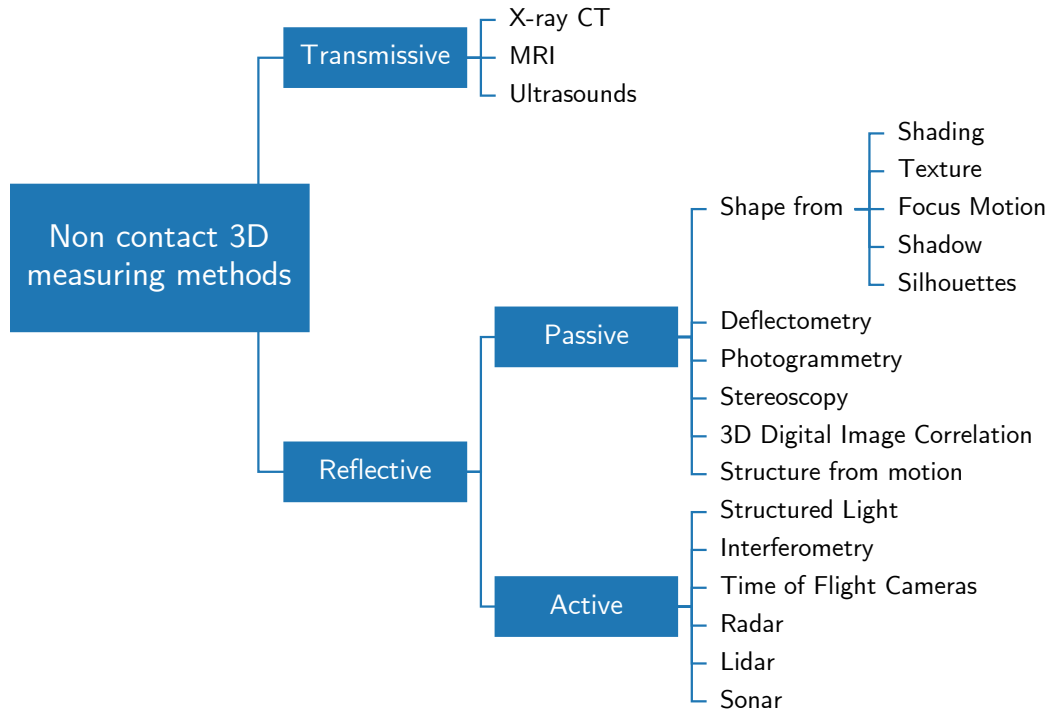 Non contact 3D
measuring methods
Transmissive
X-ray CT
MRI
Ultrasounds
Reflective
Passive
Shape from
Shading
Texture
Focus Motion
Shadow
Silhouettes
Deflectometry
Photogrammetry
Stereoscopy
3D Digital Image Correlation
Structure from motion
Active
Structured Light
Interferometry
Time of Flight Cameras
Radar
Lidar
Sonar